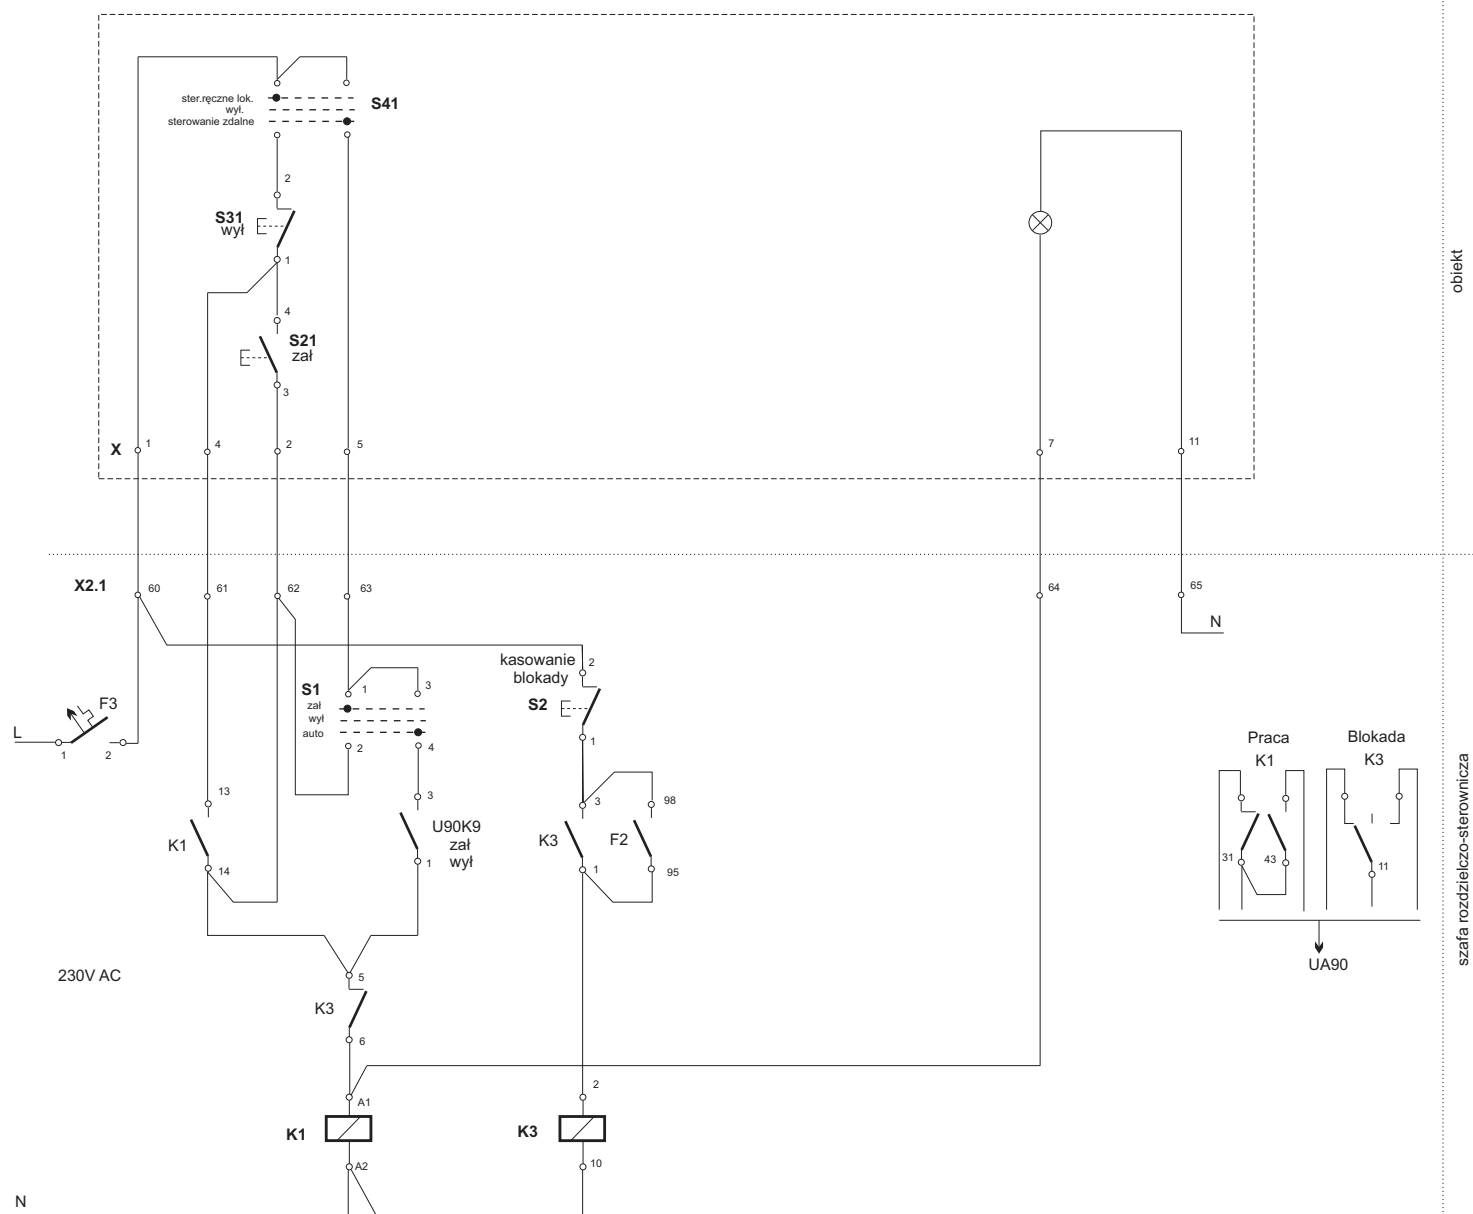 ster.ręczne lok.
wył.
sterowanie zdalne
S41
2
S31
wył
1
4
S21
zał
3
X
1
4
2
5
7
11
obiekt
X2.1
60
61
62
63
64
65
N
kasowanie
blokady
2
S2
1
S1
zał
wył
auto
1
3
2
4
L
F3
1
2
13
K1
14
3
U90K9
zał
wył
1
3
98
K3
F2
1
95
Praca
K1
Blokada
K3
31
43
11
UA90
szafa rozdzielczo-sterownicza
230V AC
5
K3
6
A1
K1
A2
2
K3
10
N